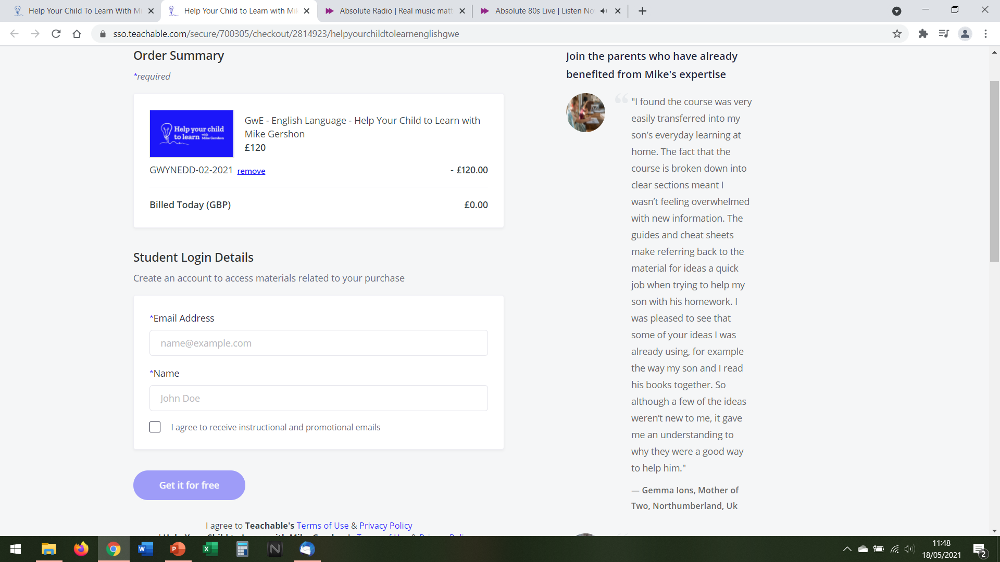 Help Your Child To Learn With Mi
Help Your Child to Learn with Mi
Absolute Radio | Real music matt
Absolute 80s Live | Listen No
sso.teachable.com/secure/700305/checkout/2814923/helpyourchildtolearnenglishgwe
Order Summary
*required
Help your child
to learn with Mike Gershon
GwE - English Language - Help Your Child to Learn with
Mike Gershon
£120
GWYNEDD-02-2021 remove - £120.00
Billed Today (GBP) £0.00
Student Login Details
Create an account to access materials related to your purchase
*Email Address
name@example.com
*Name
John Doe
I agree to receive instructional and promotional emails
Get it for free
I agree to Teachable's Terms of Use & Privacy Policy
Join the parents who have already
benefited from Mike's expertise
"I found the course was very
easily transferred into my
son’s everyday learning at
home. The fact that the
course is broken down into
clear sections meant I
wasn’t feeling overwhelmed
with new information. The
guides and cheat sheets
make referring back to the
material for ideas a quick
job when trying to help my
son with his homework. I
was pleased to see that
some of your ideas I was
already using, for example
the way my son and I read
his books together. So
although a few of the ideas
weren’t new to me, it gave
me an understanding to
why they were a good way
to help him."
— Gemma Ions, Mother of
Two, Northumberland, Uk
11:48
18/05/2021
2